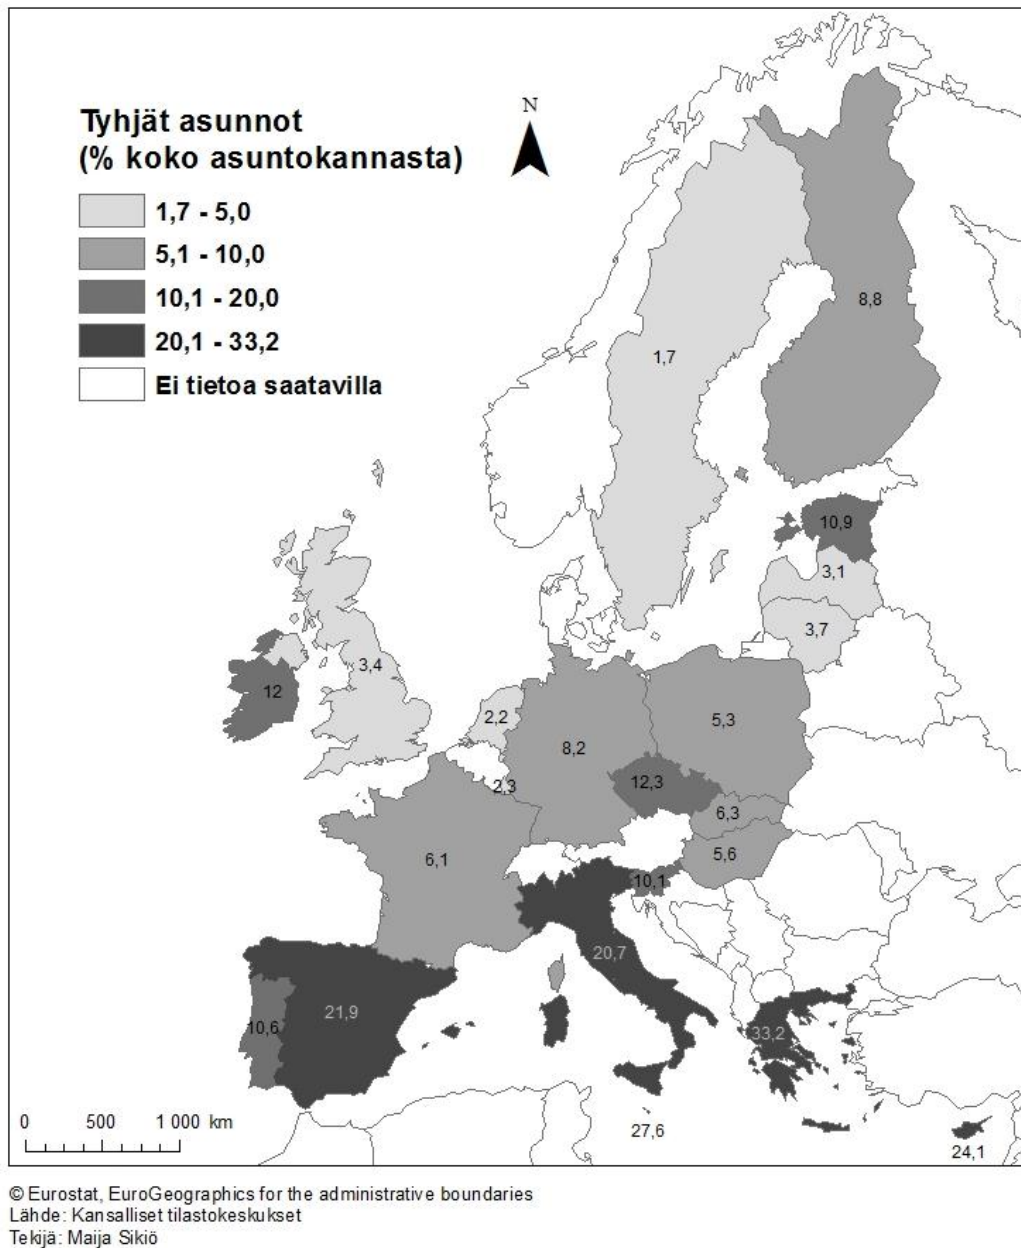 Tyhjät asunnot
(% koko asuntokannasta)
1,7 - 5,0
5,1 - 10,0
10,1 - 20,0
20,1 - 33,2
Ei tietoa saatavilla
N
8,8
1,7
10,9
3,1
3,7
3,4
12
2,2
5,3
8,2
2,3
12,3
6,3
5,6
6,1
10,1
20,7
21,9
10,6
33,2
27,6
24,1
0 500 1 000 km
© Eurostat, EuroGeographics for the administrative boundaries
Lähde: Kansalliset tilastokeskukset
Tekijä: Maija Sikiö